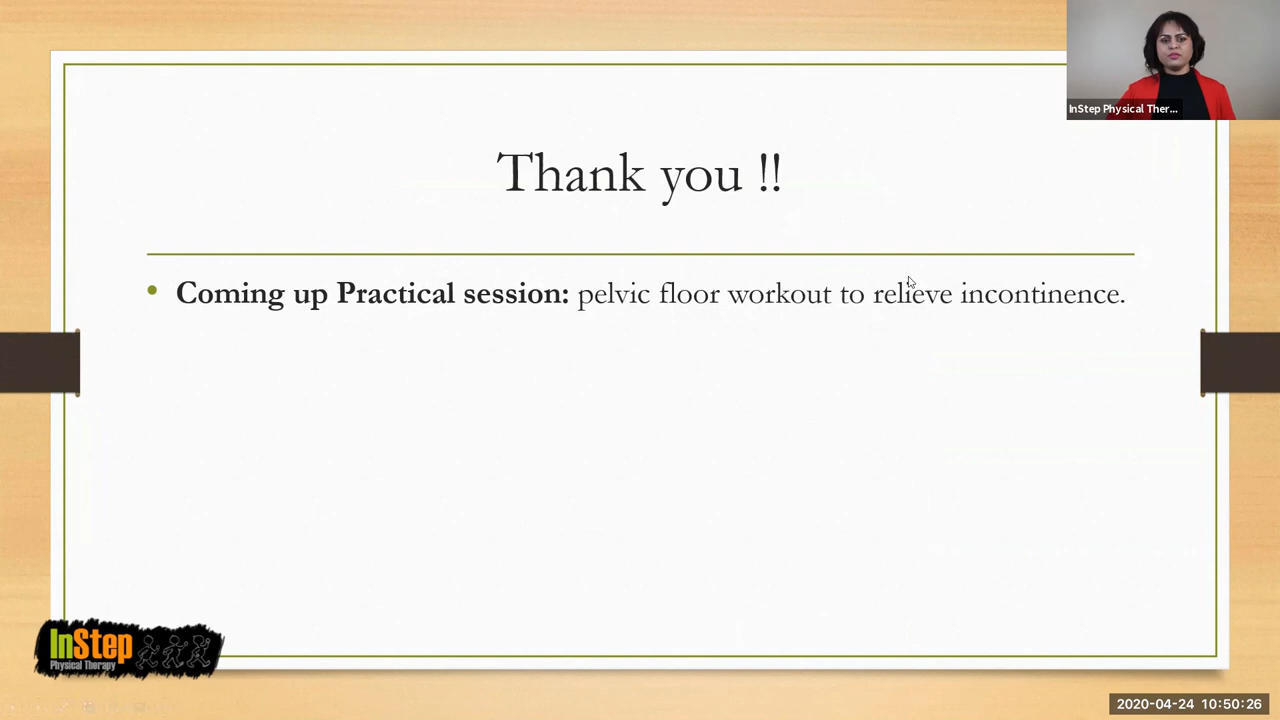 InStep Physical Ther...
Thank you !!
• Coming up Practical session: pelvic floor workout to relieve incontinence.
InStep
Physical Therapy
2020-04-24 10:50:26